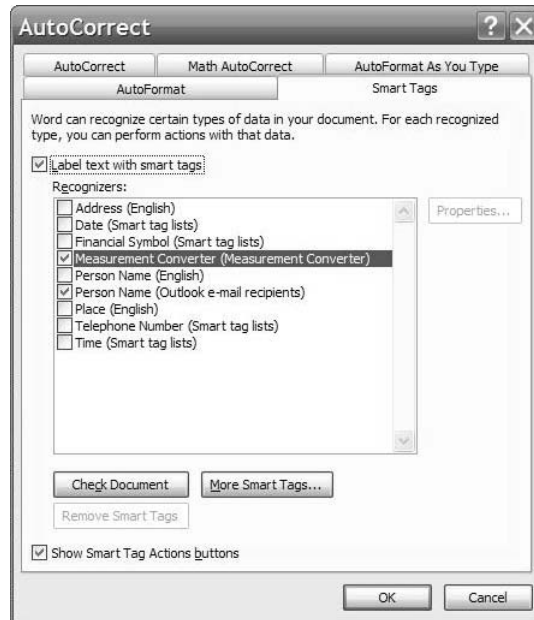 AutoCorrect
AutoCorrect Math AutoCorrect AutoFormat As You Type
AutoFormat Smart Tags
Word can recognize certain types of data in your document. For each recognized
type, you can perform actions with that data.
Label text with smart tags
Recognizers:
Address (English)
Date (Smart tag lists)
Financial Symbol (Smart tag lists)
Measurement Converter (Measurement Converter)
Person Name (English)
Person Name (Outlook e-mail recipients)
Place (English)
Telephone Number (Smart tag lists)
Time (Smart tag lists)
Properties...
Check Document More Smart Tags...
Remove Smart Tags
Show Smart Tag Actions buttons
OK Cancel